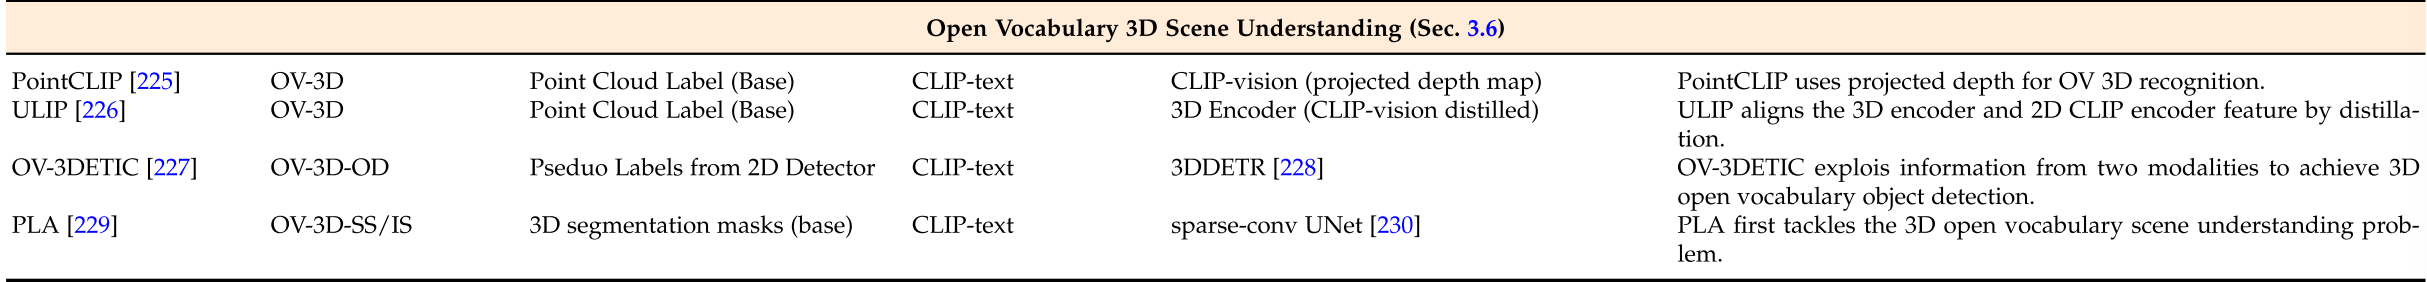 Open Vocabulary 3D Scene Understanding (Sec. 3.6)
PointCLIP [225] OV-3D Point Cloud Label (Base) CLIP-text CLIP-vision (projected depth map) PointCLIP uses projected depth for OV 3D recognition.
ULIP [226] OV-3D Point Cloud Label (Base) CLIP-text 3D Encoder (CLIP-vision distilled) ULIP aligns the 3D encoder and 2D CLIP encoder feature by distilla-
tion.
OV-3DETIC [227] OV-3D-OD Pseduo Labels from 2D Detector CLIP-text 3DDETR [228] OV-3DETIC explois information from two modalities to achieve 3D
open vocabulary object detection.
PLA [229] OV-3D-SS/IS 3D segmentation masks (base) CLIP-text sparse-conv UNet [230] PLA first tackles the 3D open vocabulary scene understanding prob-
lem.